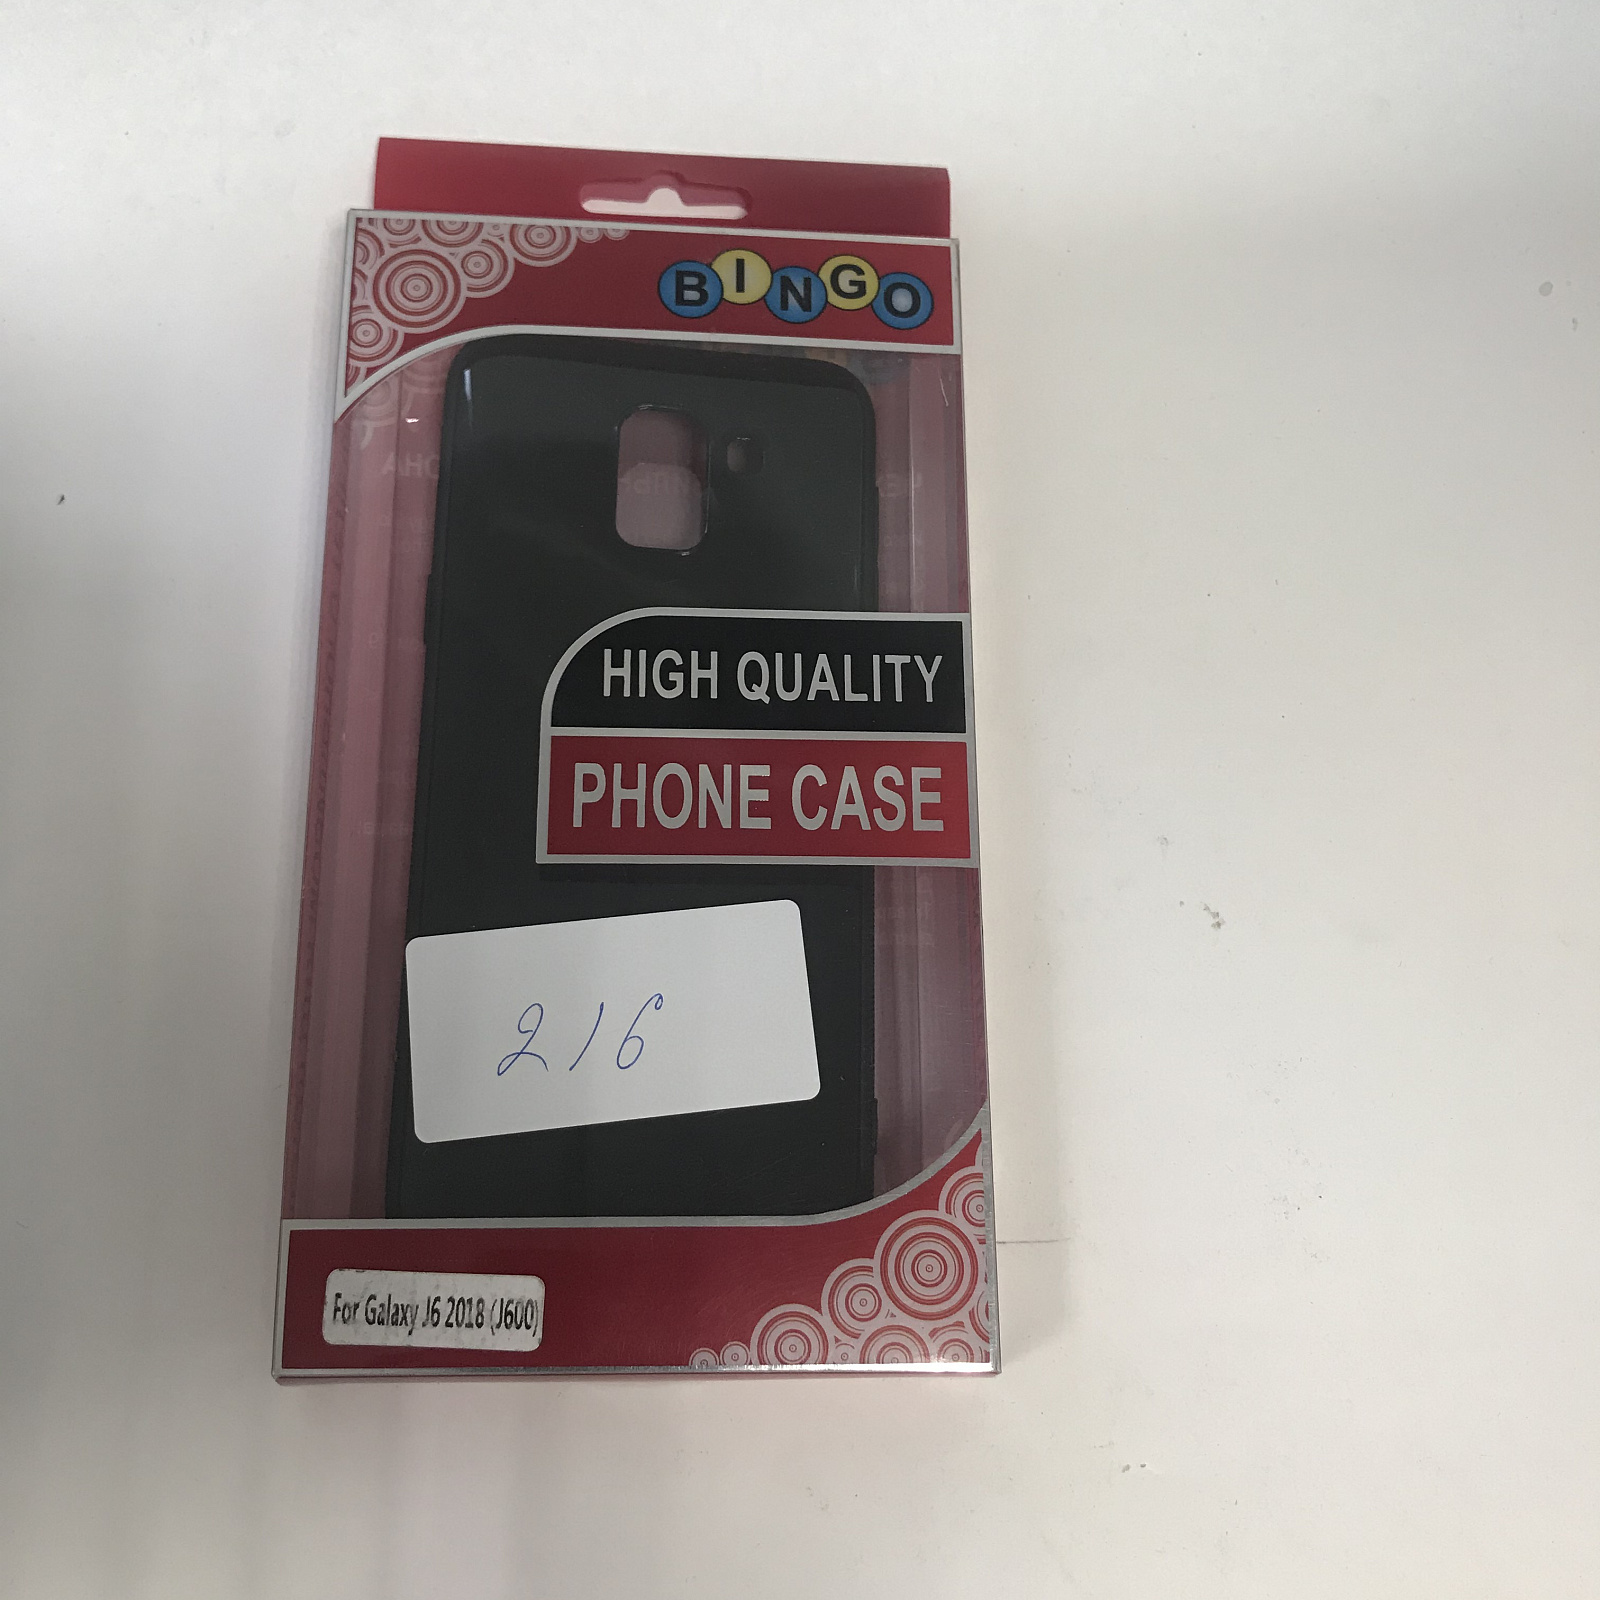 BINGO
HIGH QUALITY
PHONE CASE
216
For Galaxy J6 2018 (J600)